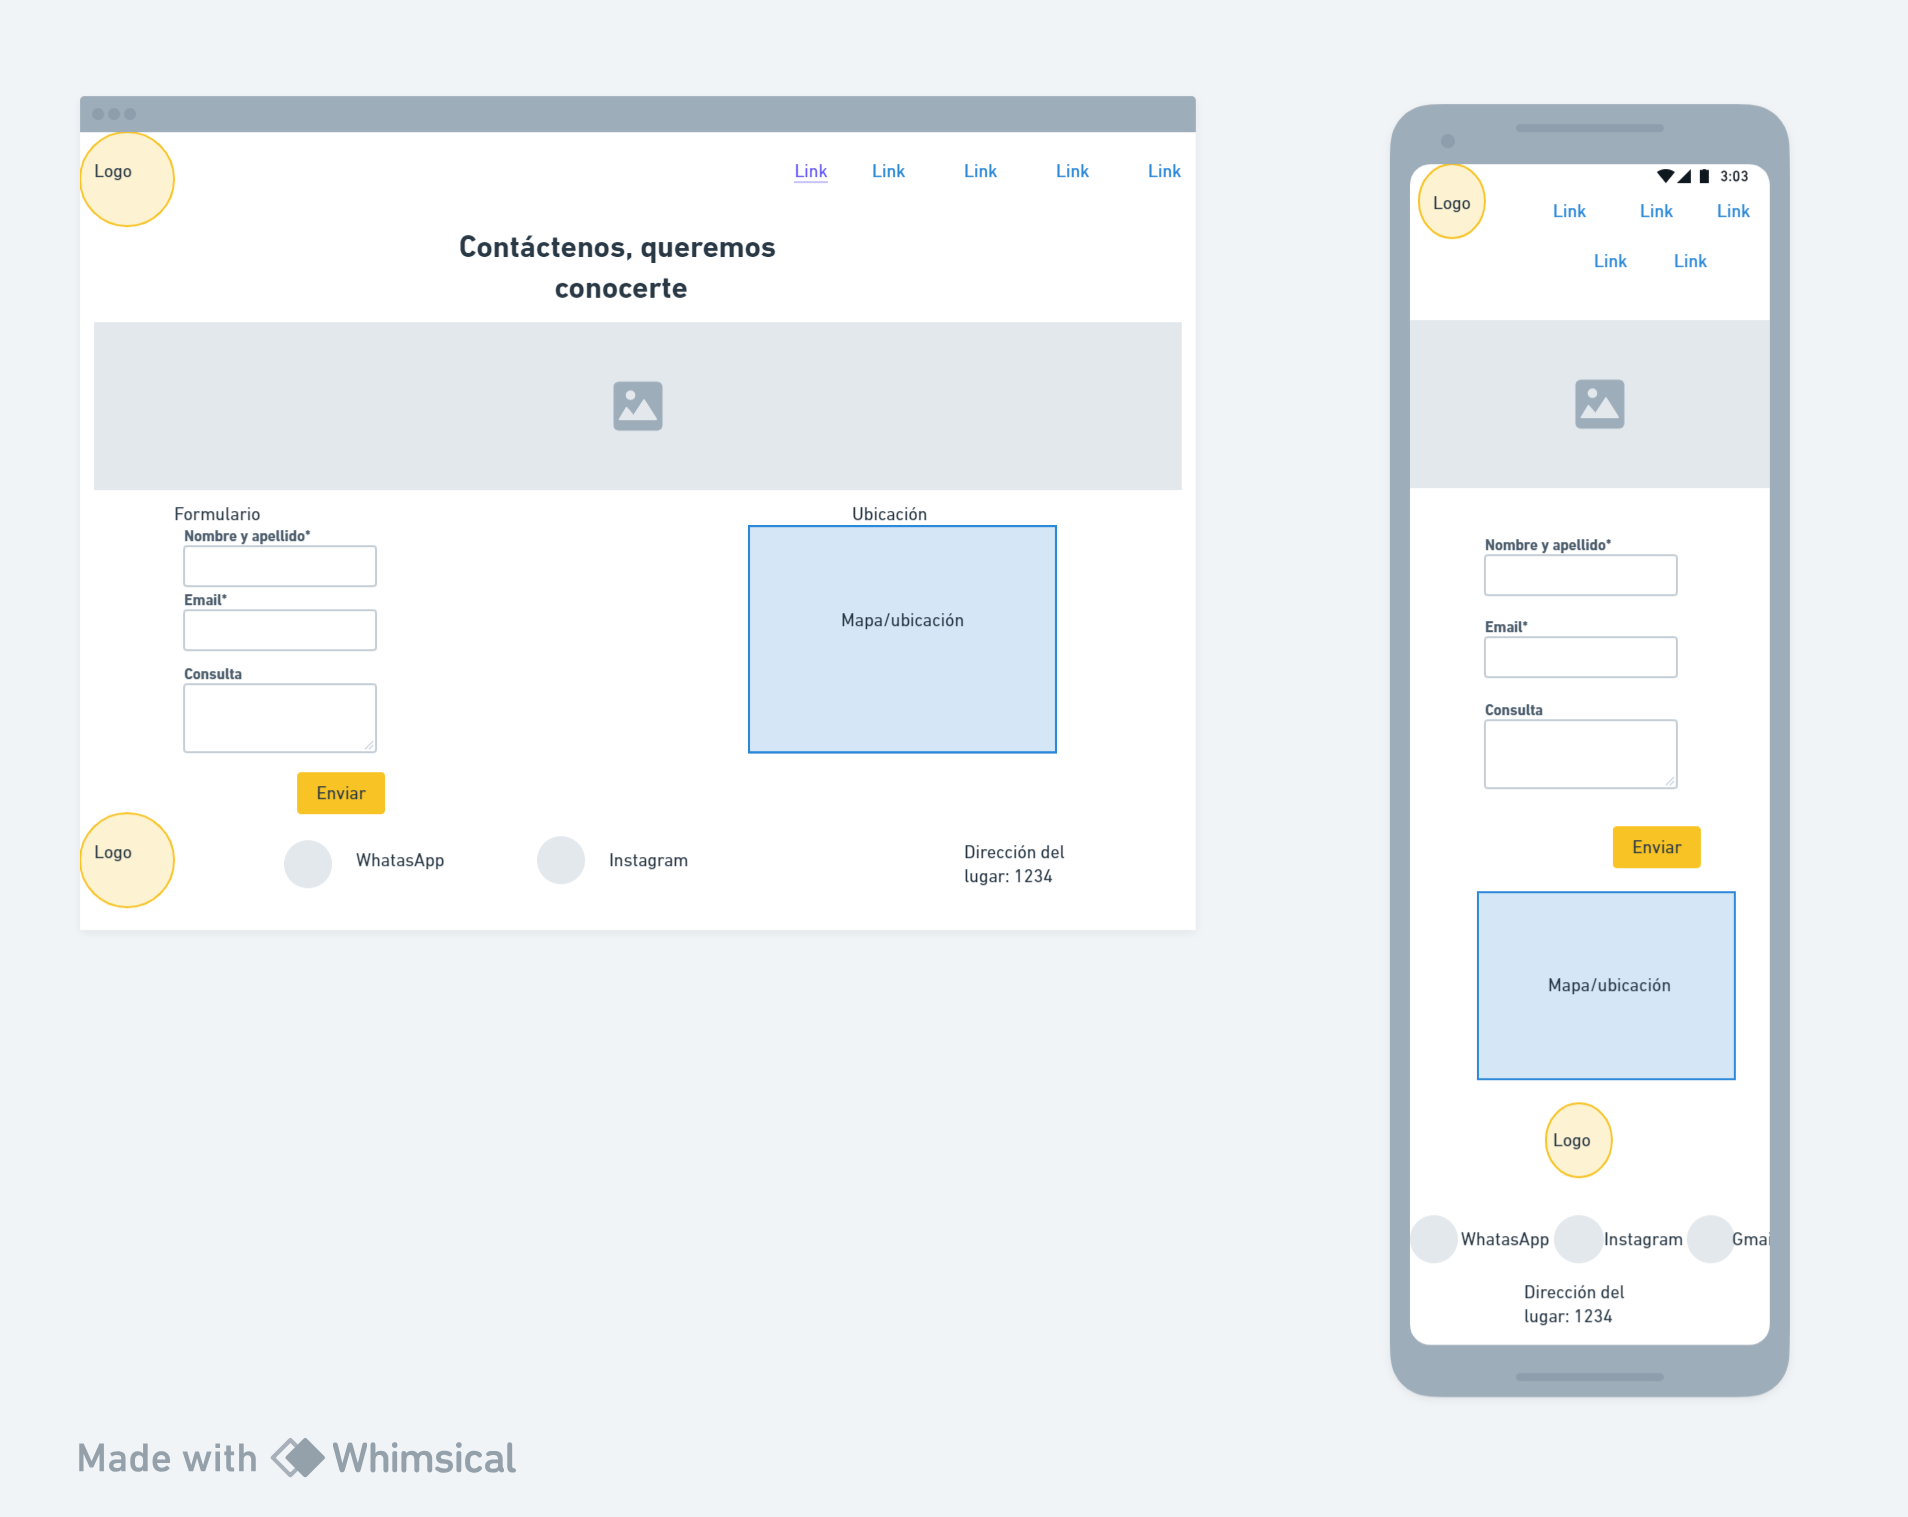 Logo
Link Link Link Link Link
Contáctenos, queremos
conocerte
Formulario
Nombre y apellido*
Email*
Consulta
Enviar
Ubicación
Mapa/ubicación
Logo
WhatasApp
Instagram
Dirección del
lugar: 1234
3:03
Logo
Link Link Link
Link Link
Nombre y apellido*
Email*
Consulta
Enviar
Mapa/ubicación
Logo
WhatasApp Instagram Gmai
Dirección del
lugar: 1234
Made with Whimsical